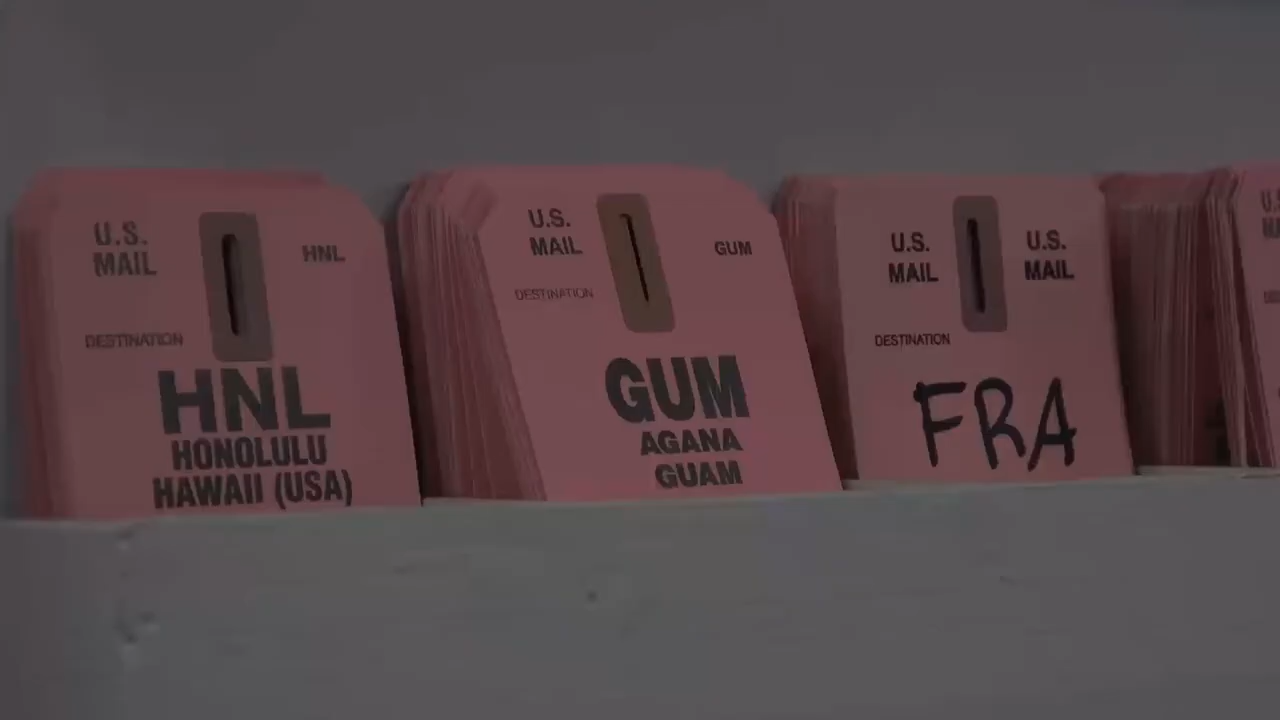 U.S.
MAIL
HNL
DESTINATION
HNL
HONOLULU
HAWAII (USA)
U.S.
MAIL
GUM
DESTINATION
GUM
AGANA
GUAM
U.S.
MAIL
U.S.
MAIL
DESTINATION
FRA